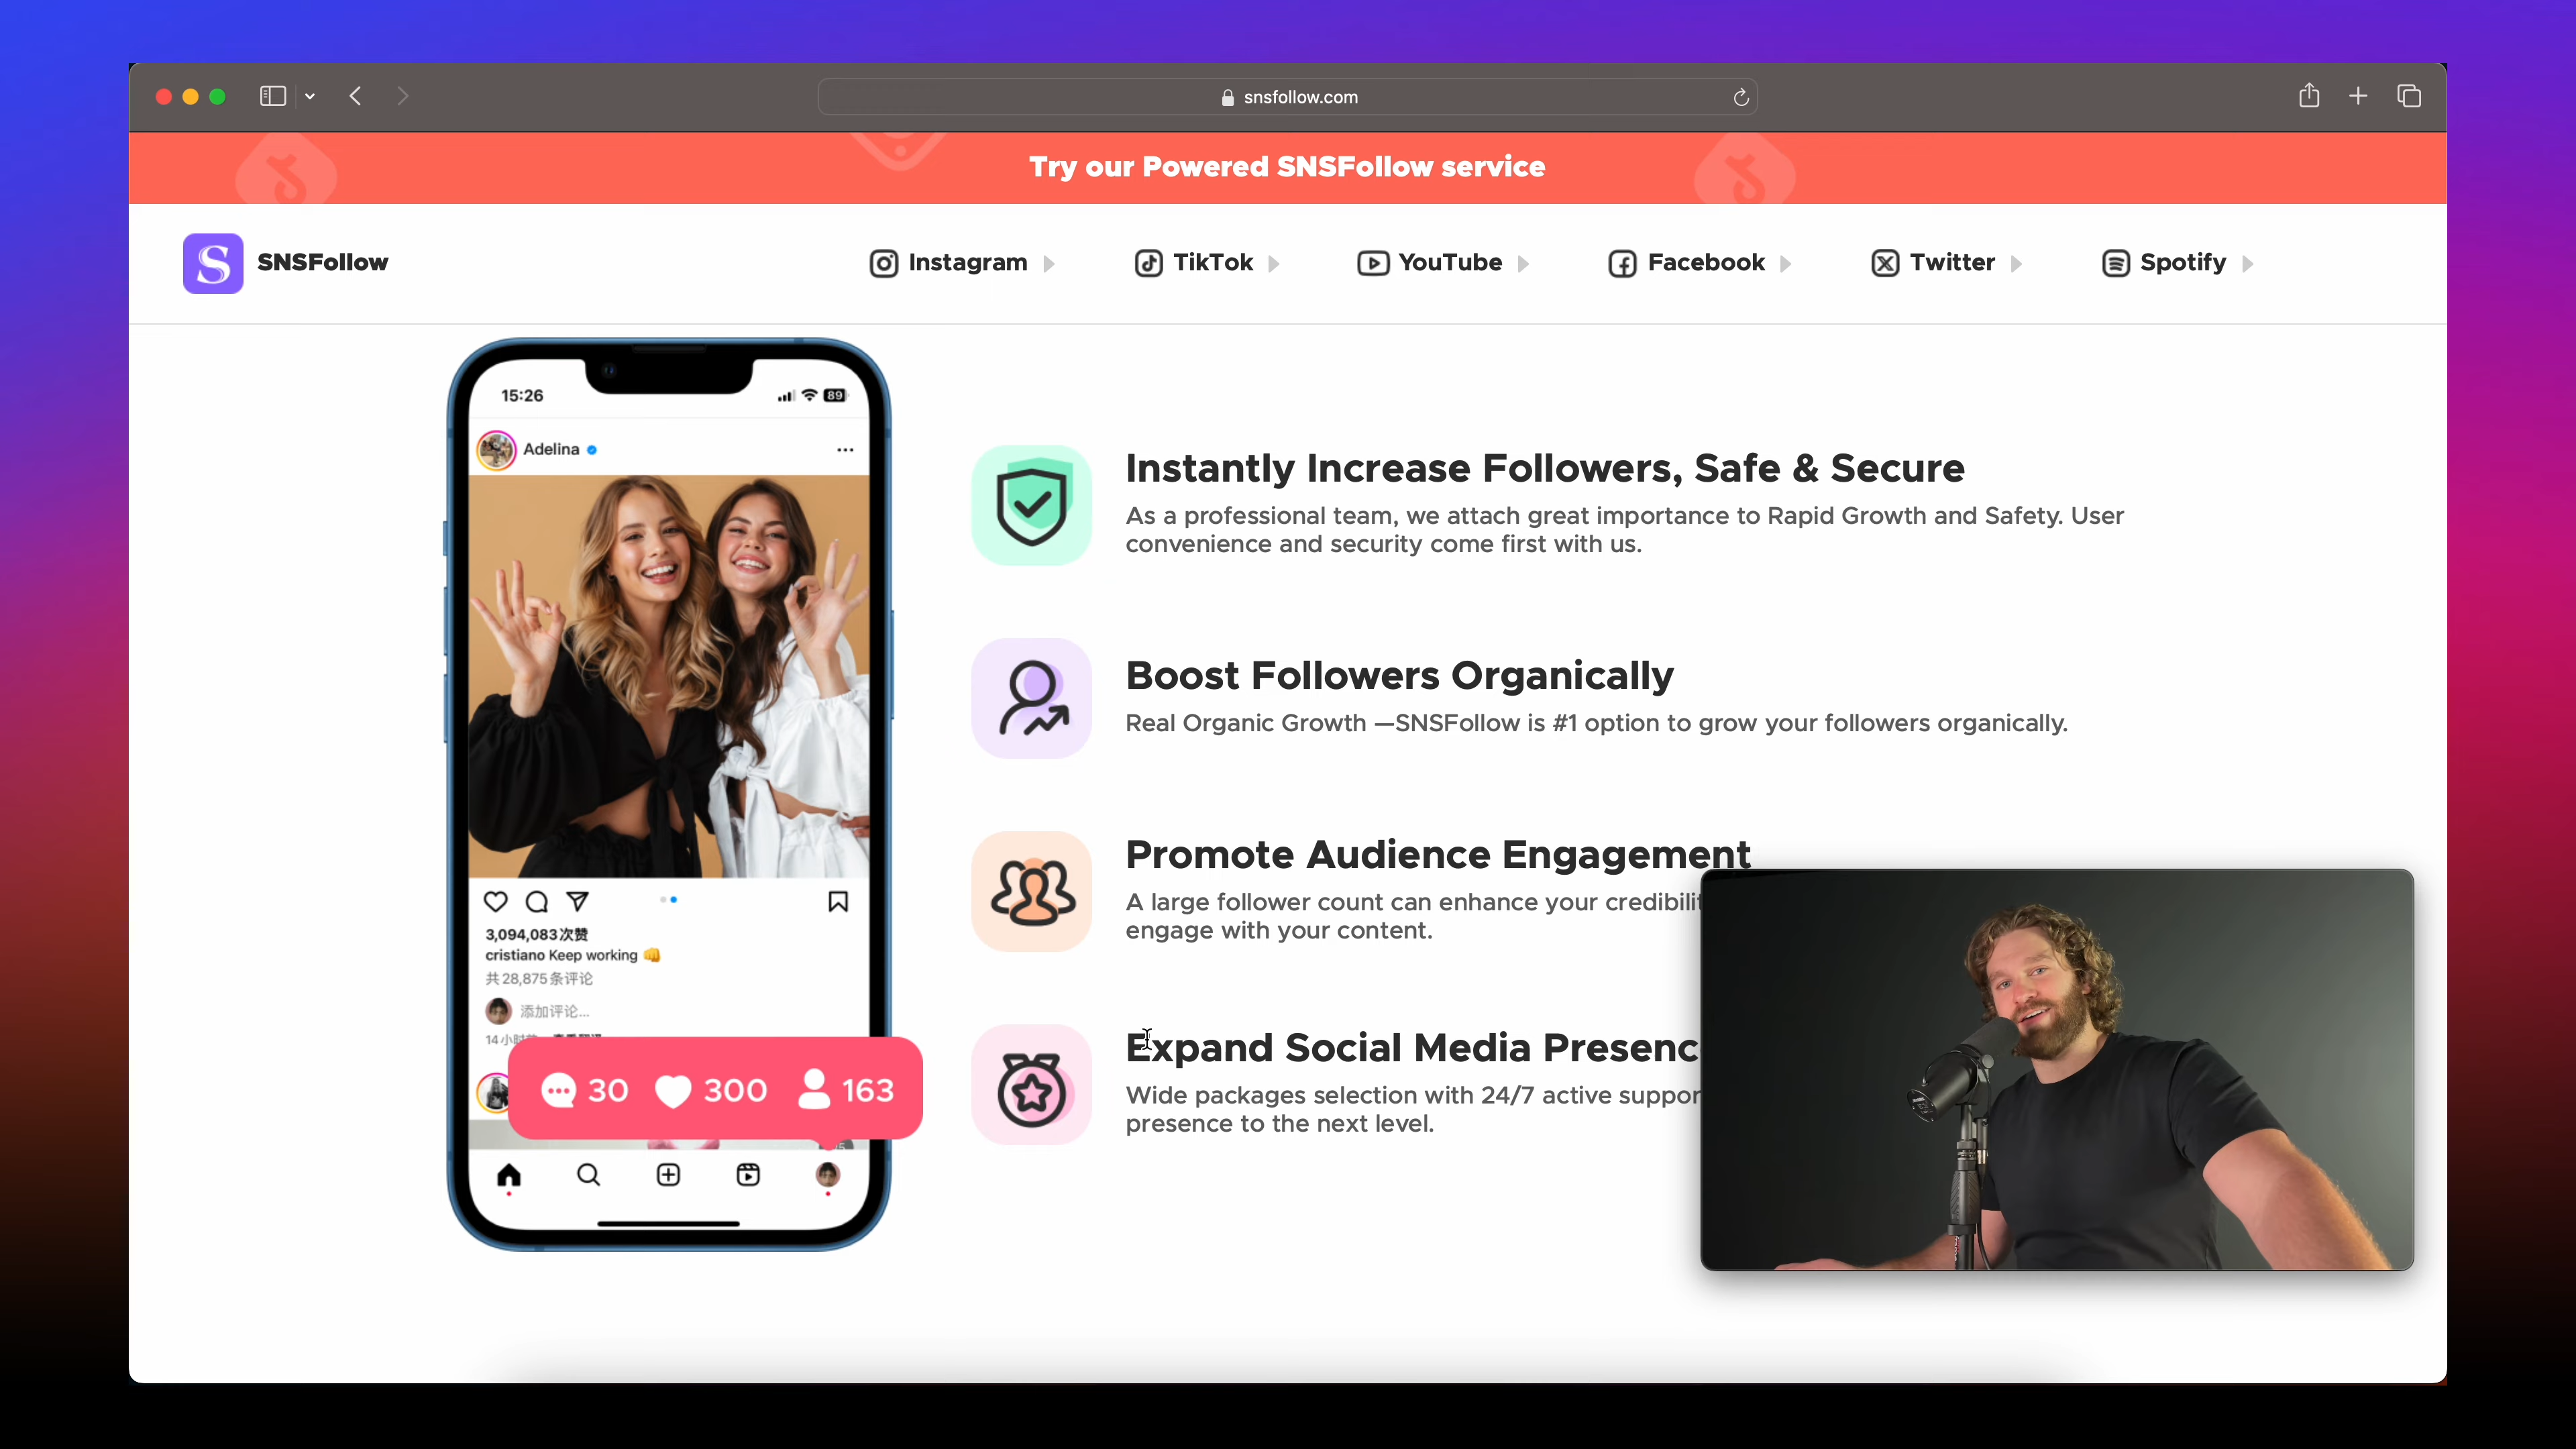 snsfollow.com
Try our Powered SNSFollow service
SNSFollow
Instagram
TikTok
YouTube
Facebook
Twitter
Spotify
15:26
89
Adelina
3,094,083次赞
cristiano Keep working 👊
共28,875条评论
添加评论...
30
300
163
Instantly Increase Followers, Safe & Secure
As a professional team, we attach great importance to Rapid Growth and Safety. User
convenience and security come first with us.
Boost Followers Organically
Real Organic Growth —SNSFollow is #1 option to grow your followers organically.
Promote Audience Engagement
A large follower count can enhance your credibilit
engage with your content.
Expand Social Media Presenc
Wide packages selection with 24/7 active suppor
presence to the next level.